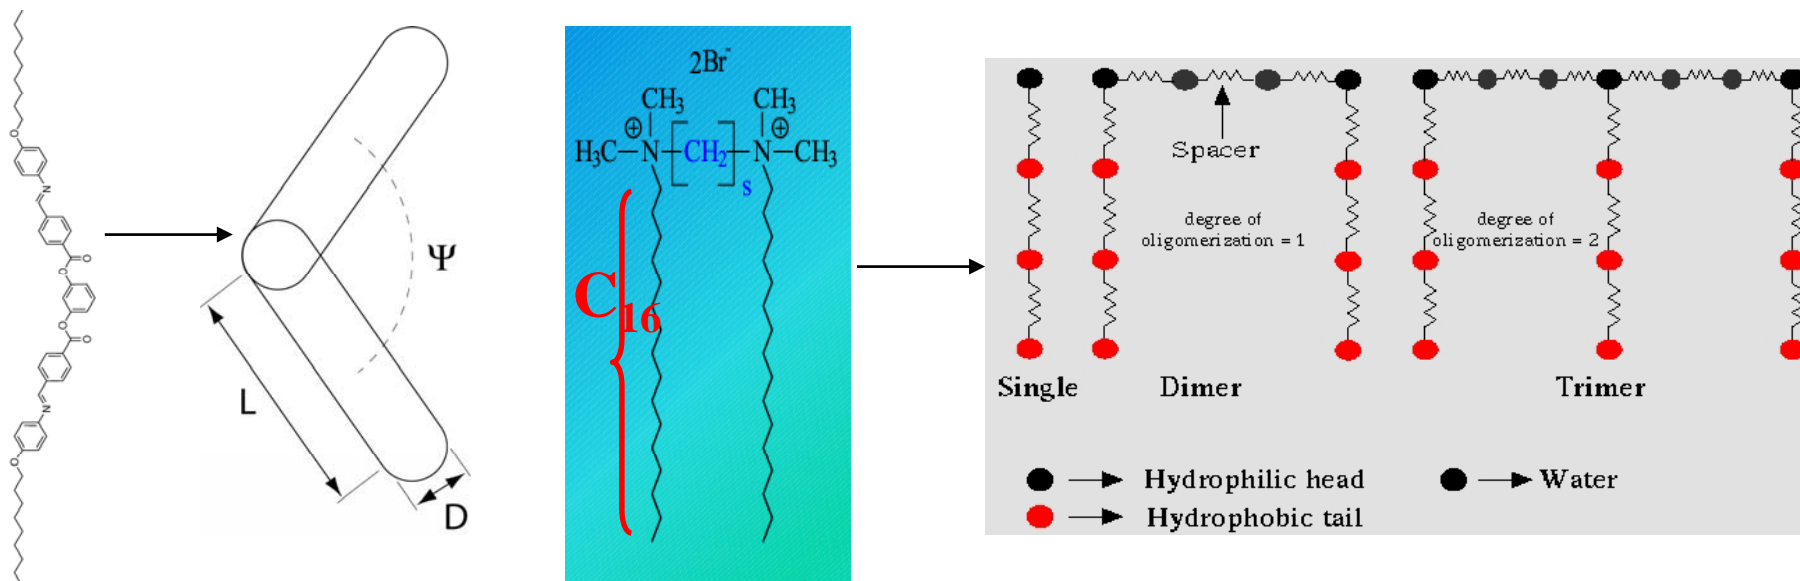 O
N
O
O
O
O
N
O
Ψ
L
D
2Br⁻
CH₃ CH₃
⊕ ⊕
H₃C—N—[CH₂]ₛ—N—CH₃
C₁₆
Spacer
degree of
oligomerization = 1
degree of
oligomerization = 2
Single Dimer Trimer
Hydrophilic head
Water
Hydrophobic tail